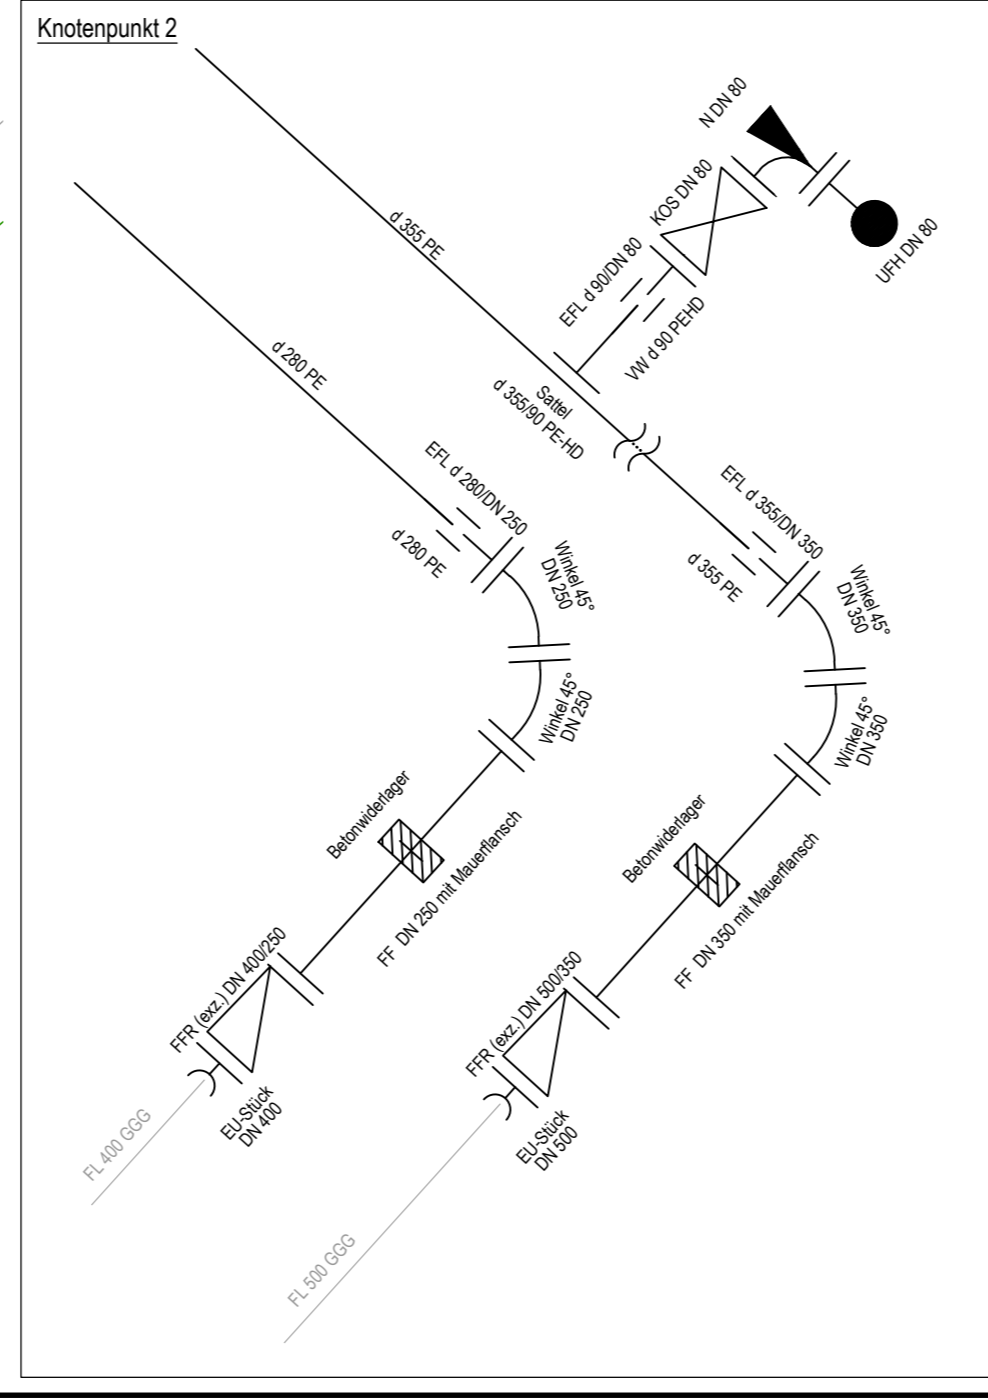 Knotenpunkt 2
N DN 80
KOS DN 80
UFH DN 80
EFL d 90/DN 80
VW d 90 PEHD
d 355 PE
Sattel
d 355/90 PE-HD
d 280 PE
EFL d 280/DN 250
d 280 PE
Winkel 45°
DN 250
Winkel 45°
DN 250
EFL d 355/DN 350
d 355 PE
Winkel 45°
DN 350
Winkel 45°
DN 350
Betonwiderlager
FF DN 250 mit Mauerflansch
Betonwiderlager
FF DN 350 mit Mauerflansch
FFR (exz.) DN 400/250
EU-Stück
DN 400
FL 400 GGG
FFR (exz.) DN 500/350
EU-Stück
DN 500
FL 500 GGG